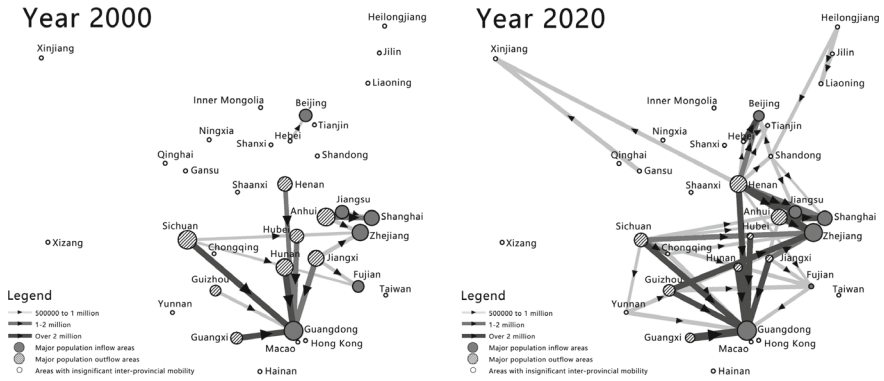 Year 2000
Xinjiang
Heilongjiang
Jilin
Liaoning
Inner Mongolia
Beijing
Tianjin
Ningxia
Hebei
Shanxi
Shandong
Qinghai
Gansu
Shaanxi
Henan
Anhui
Jiangsu
Shanghai
Sichuan
Hubei
Zhejiang
Xizang
Chongqing
Hunan
Jiangxi
Guizhou
Fujian
Taiwan
Yunnan
Guangxi
Guangdong
Hong Kong
Macao
Hainan
Legend
500000 to 1 million
1-2 million
Over 2 million
Major population inflow areas
Major population outflow areas
Areas with insignificant inter-provincial mobility
Year 2020
Heilongjiang
Xinjiang
Jilin
Liaoning
Inner Mongolia
Beijing
Tianjin
Ningxia
Hebei
Shanxi
Shandong
Qinghai
Gansu
Shaanxi
Henan
Anhui
Jiangsu
Shanghai
Sichuan
Hubei
Zhejiang
Xizang
Chongqing
Hunan
Jiangxi
Guizhou
Fujian
Taiwan
Yunnan
Guangxi
Guangdong
Hong Kong
Macao
Hainan
Legend
500000 to 1 million
1-2 million
Over 2 million
Major population inflow areas
Major population outflow areas
Areas with insignificant inter-provincial mobility